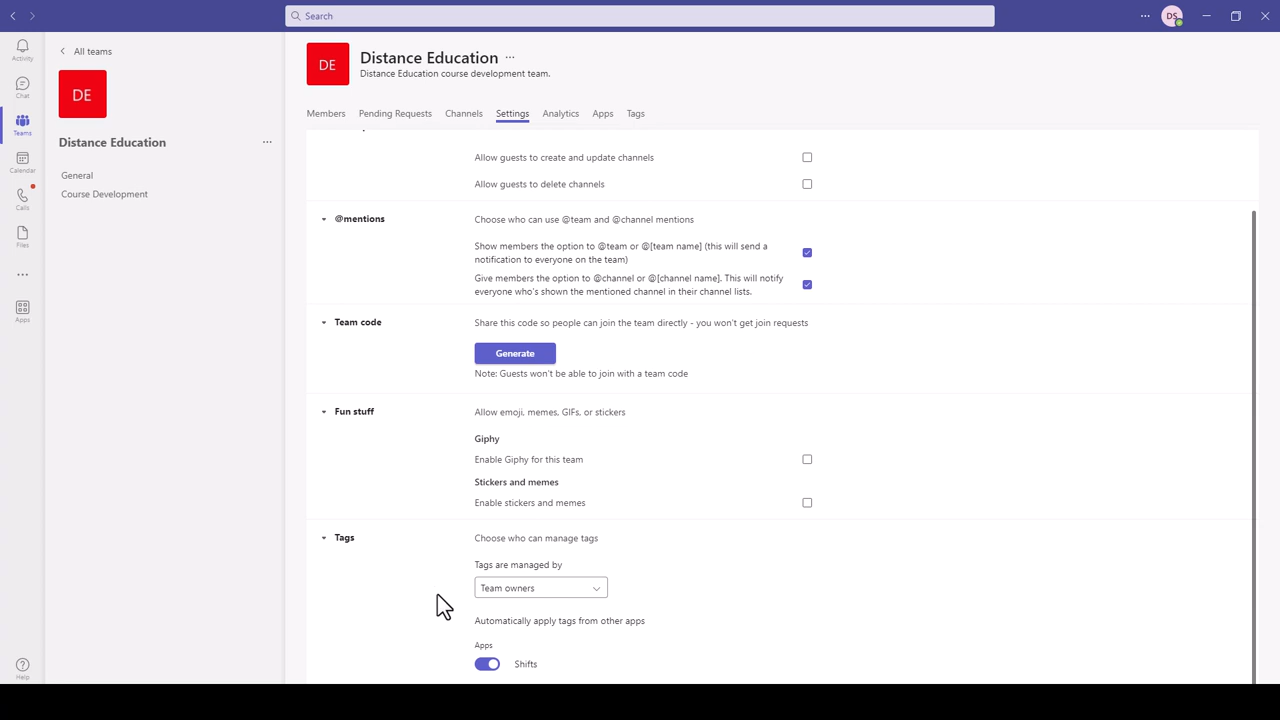 Search
DS
Activity
Chat
Teams
Calendar
Calls
Files
Apps
Help
All teams
DE
Distance Education
General
Course Development
DE
Distance Education
Distance Education course development team.
Members Pending Requests Channels Settings Analytics Apps Tags
Allow guests to create and update channels
Allow guests to delete channels
@mentions
Choose who can use @team and @channel mentions
Show members the option to @team or @[team name] (this will send a
notification to everyone on the team)
Give members the option to @channel or @[channel name]. This will notify
everyone who's shown the mentioned channel in their channel lists.
Team code
Share this code so people can join the team directly - you won't get join requests
Generate
Note: Guests won't be able to join with a team code
Fun stuff
Allow emoji, memes, GIFs, or stickers
Giphy
Enable Giphy for this team
Stickers and memes
Enable stickers and memes
Tags
Choose who can manage tags
Tags are managed by
Team owners
Automatically apply tags from other apps
Apps
Shifts